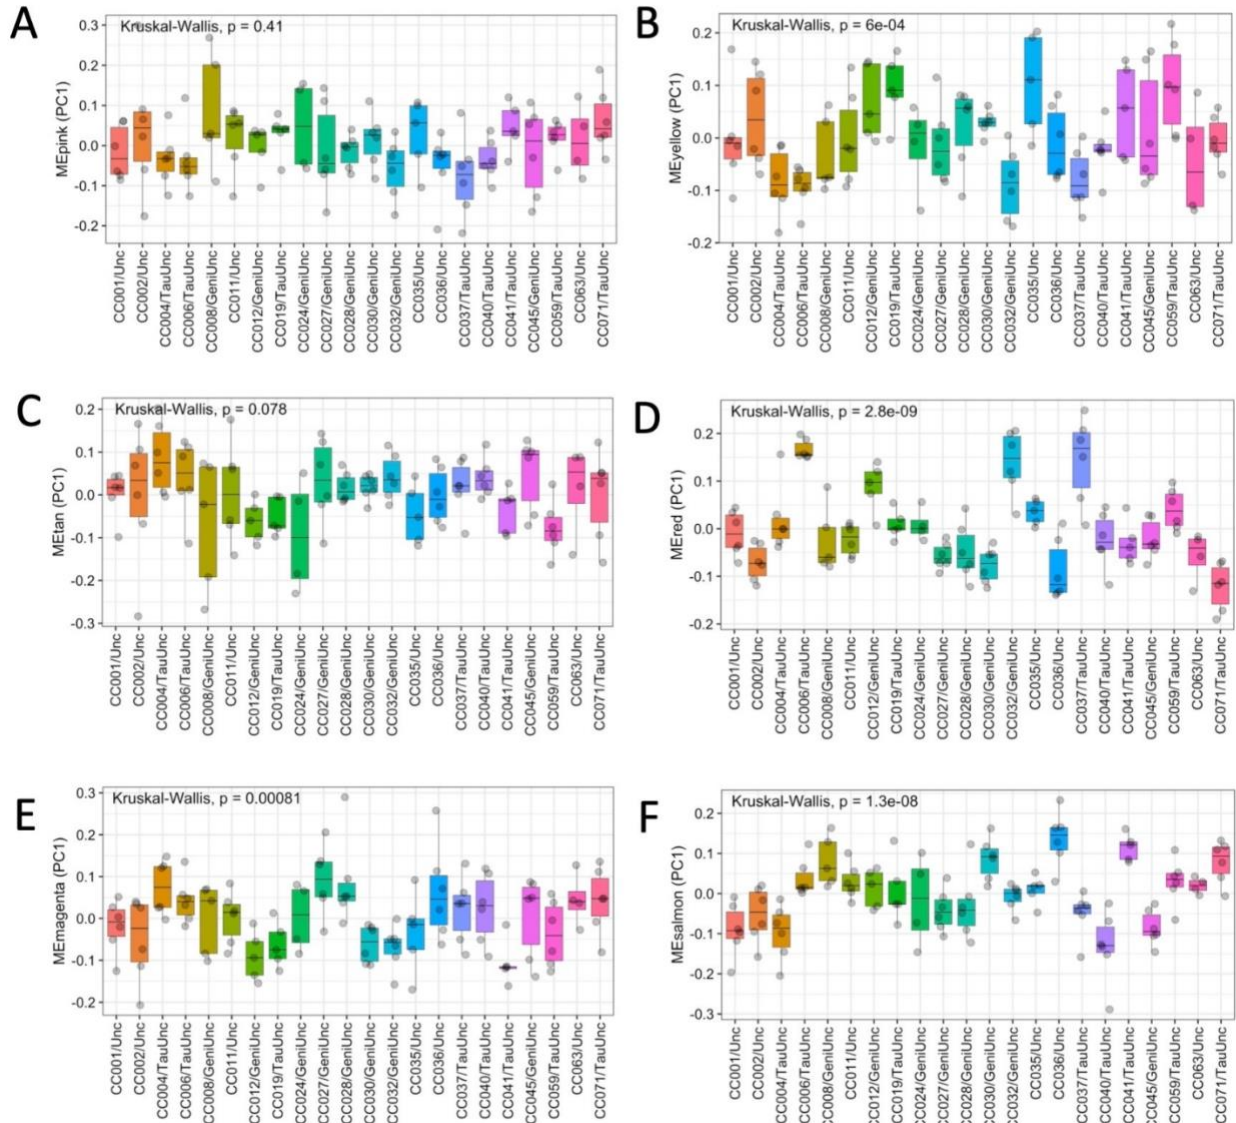 A
Kruskal-Wallis, p = 0.41
MEpink (PC1)
0.3
0.2
0.1
0.0
-0.1
-0.2
CC001/Unc
CC002/Unc
CC004/TauUnc
CC006/TauUnc
CC008/GeniUnc
CC011/Unc
CC012/GeniUnc
CC019/TauUnc
CC024/GeniUnc
CC027/GeniUnc
CC028/GeniUnc
CC030/GeniUnc
CC032/GeniUnc
CC035/Unc
CC036/Unc
CC037/TauUnc
CC040/TauUnc
CC041/TauUnc
CC045/GeniUnc
CC059/TauUnc
CC063/Unc
CC071/TauUnc
B
Kruskal-Wallis, p = 6e-04
MEyellow (PC1)
0.2
0.1
0.0
-0.1
-0.2
CC001/Unc
CC002/Unc
CC004/TauUnc
CC006/TauUnc
CC008/GeniUnc
CC011/Unc
CC012/GeniUnc
CC019/TauUnc
CC024/GeniUnc
CC027/GeniUnc
CC028/GeniUnc
CC030/GeniUnc
CC032/GeniUnc
CC035/Unc
CC036/Unc
CC037/TauUnc
CC040/TauUnc
CC041/TauUnc
CC045/GeniUnc
CC059/TauUnc
CC063/Unc
CC071/TauUnc
C
Kruskal-Wallis, p = 0.078
MEtan (PC1)
0.2
0.1
0.0
-0.1
-0.2
-0.3
CC001/Unc
CC002/Unc
CC004/TauUnc
CC006/TauUnc
CC008/GeniUnc
CC011/Unc
CC012/GeniUnc
CC019/TauUnc
CC024/GeniUnc
CC027/GeniUnc
CC028/GeniUnc
CC030/GeniUnc
CC032/GeniUnc
CC035/Unc
CC036/Unc
CC037/TauUnc
CC040/TauUnc
CC041/TauUnc
CC045/GeniUnc
CC059/TauUnc
CC063/Unc
CC071/TauUnc
D
Kruskal-Wallis, p = 2.8e-09
MEred (PC1)
0.2
0.1
0.0
-0.1
-0.2
CC001/Unc
CC002/Unc
CC004/TauUnc
CC006/TauUnc
CC008/GeniUnc
CC011/Unc
CC012/GeniUnc
CC019/TauUnc
CC024/GeniUnc
CC027/GeniUnc
CC028/GeniUnc
CC030/GeniUnc
CC032/GeniUnc
CC035/Unc
CC036/Unc
CC037/TauUnc
CC040/TauUnc
CC041/TauUnc
CC045/GeniUnc
CC059/TauUnc
CC063/Unc
CC071/TauUnc
E
Kruskal-Wallis, p = 0.00081
MEmagenta (PC1)
0.3
0.2
0.1
0.0
-0.1
-0.2
CC001/Unc
CC002/Unc
CC004/TauUnc
CC006/TauUnc
CC008/GeniUnc
CC011/Unc
CC012/GeniUnc
CC019/TauUnc
CC024/GeniUnc
CC027/GeniUnc
CC028/GeniUnc
CC030/GeniUnc
CC032/GeniUnc
CC035/Unc
CC036/Unc
CC037/TauUnc
CC040/TauUnc
CC041/TauUnc
CC045/GeniUnc
CC059/TauUnc
CC063/Unc
CC071/TauUnc
F
Kruskal-Wallis, p = 1.3e-08
MEsalmon (PC1)
0.2
0.1
0.0
-0.1
-0.2
-0.3
CC001/Unc
CC002/Unc
CC004/TauUnc
CC006/TauUnc
CC008/GeniUnc
CC011/Unc
CC012/GeniUnc
CC019/TauUnc
CC024/GeniUnc
CC027/GeniUnc
CC028/GeniUnc
CC030/GeniUnc
CC032/GeniUnc
CC035/Unc
CC036/Unc
CC037/TauUnc
CC040/TauUnc
CC041/TauUnc
CC045/GeniUnc
CC059/TauUnc
CC063/Unc
CC071/TauUnc